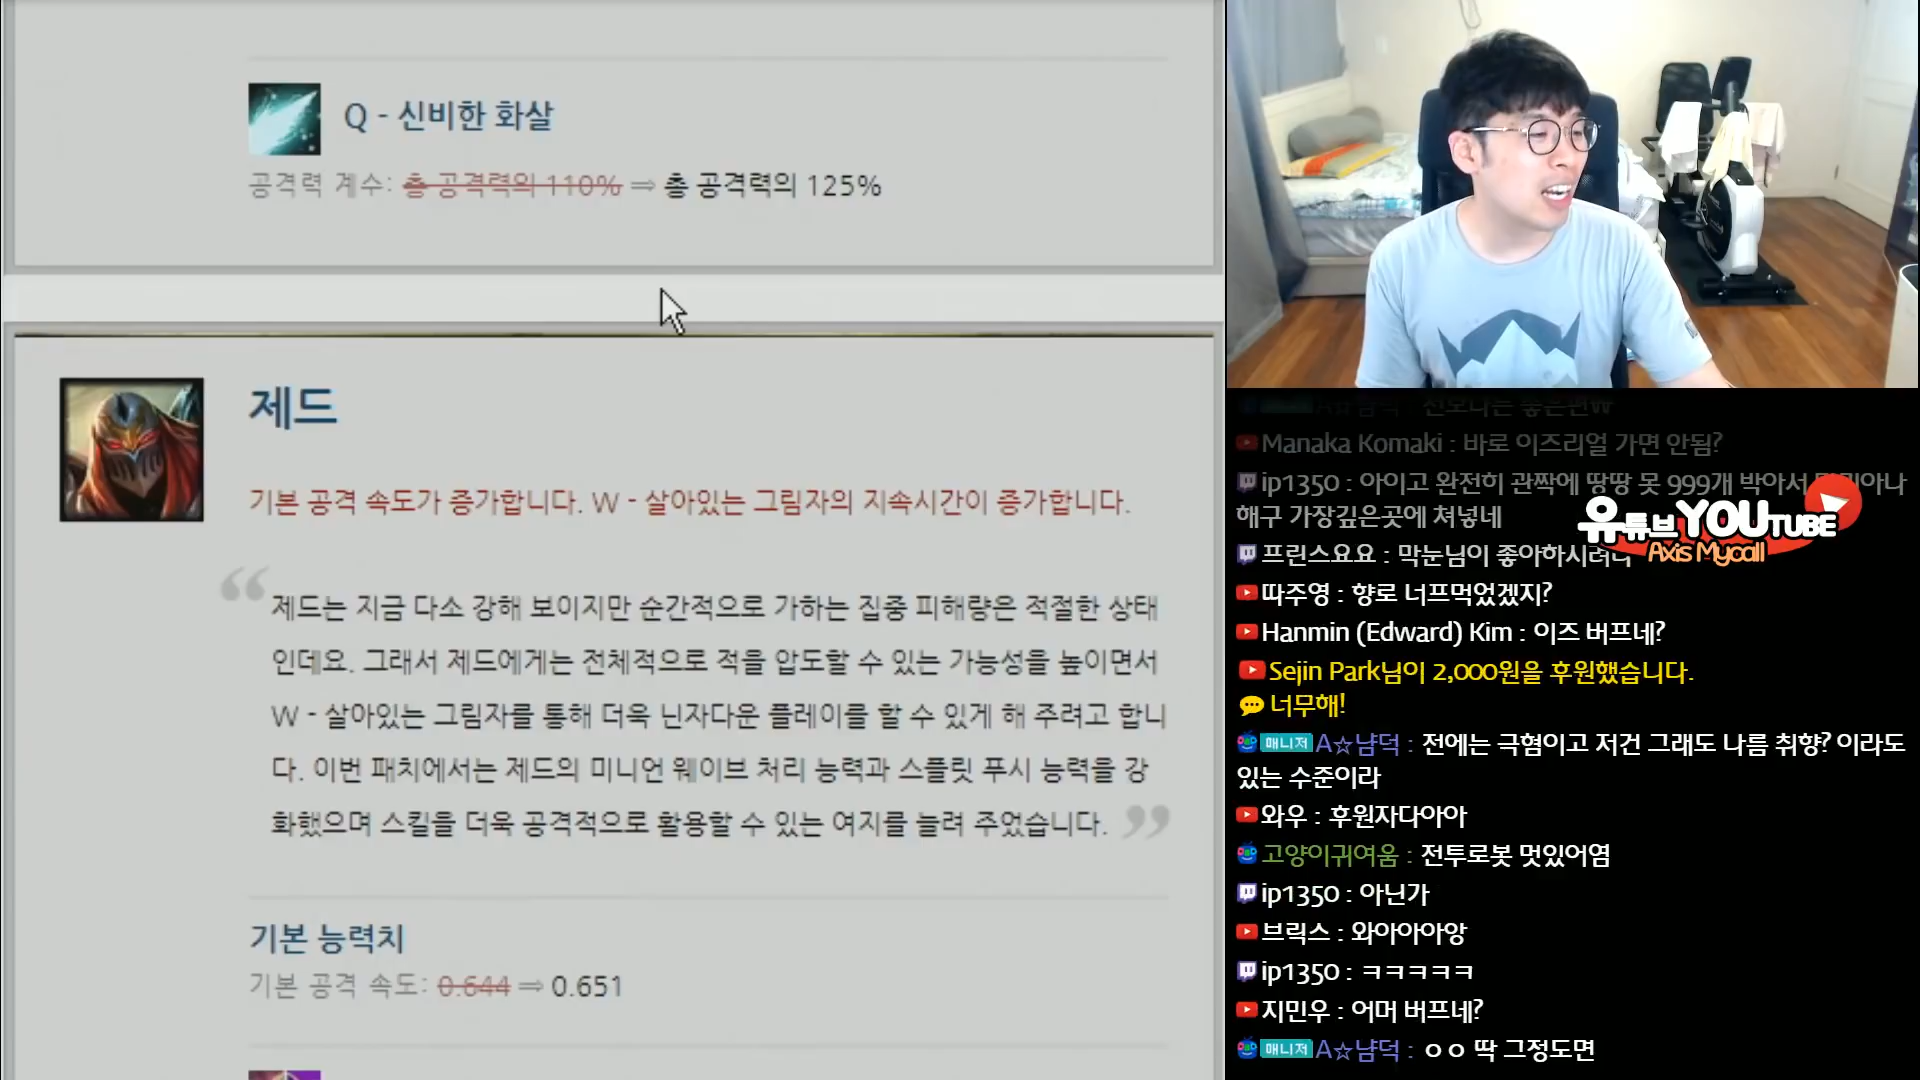 Q - 신비한 화살
공격력 계수: 총 공격력의 110% ⇒ 총 공격력의 125%
제드
기본 공격 속도가 증가합니다. W - 살아있는 그림자의 지속시간이 증가합니다.
“
제드는 지금 다소 강해 보이지만 순간적으로 가하는 집중 피해량은 적절한 상태
인데요. 그래서 제드에게는 전체적으로 적을 압도할 수 있는 가능성을 높이면서
W - 살아있는 그림자를 통해 더욱 닌자다운 플레이를 할 수 있게 해 주려고 합니
다. 이번 패치에서는 제드의 미니언 웨이브 처리 능력과 스플릿 푸시 능력을 강
화했으며 스킬을 더욱 공격적으로 활용할 수 있는 여지를 늘려 주었습니다. ”
기본 능력치
기본 공격 속도: 0.644 ⇒ 0.651
Manaka Komaki : 바로 이즈리얼 가면 안됨?
ip1350 : 아이고 완전히 관짝에 땅땅 못 999개 박아서
해구 가장깊은곳에 쳐넣네
유튜브 YOUTUBE
Axis Mycall
프린스요요 : 막눈님이
따주영 : 향로 너프먹었겠지?
Hanmin (Edward) Kim : 이즈 버프네?
Sejin Park님이 2,000원을 후원했습니다.
너무해!
매니저 A☆냠덕 : 전에는 극혐이고 저건 그래도 나름 취향? 이라도
있는 수준이라
와우 : 후원자다아아
고양이귀여움 : 전투로봇 멋있어염
ip1350 : 아닌가
브릭스 : 와아아아앙
ip1350 : ㅋㅋㅋㅋㅋ
지민우 : 어머 버프네?
매니저 A☆냠덕 : ㅇㅇ 딱 그정도면